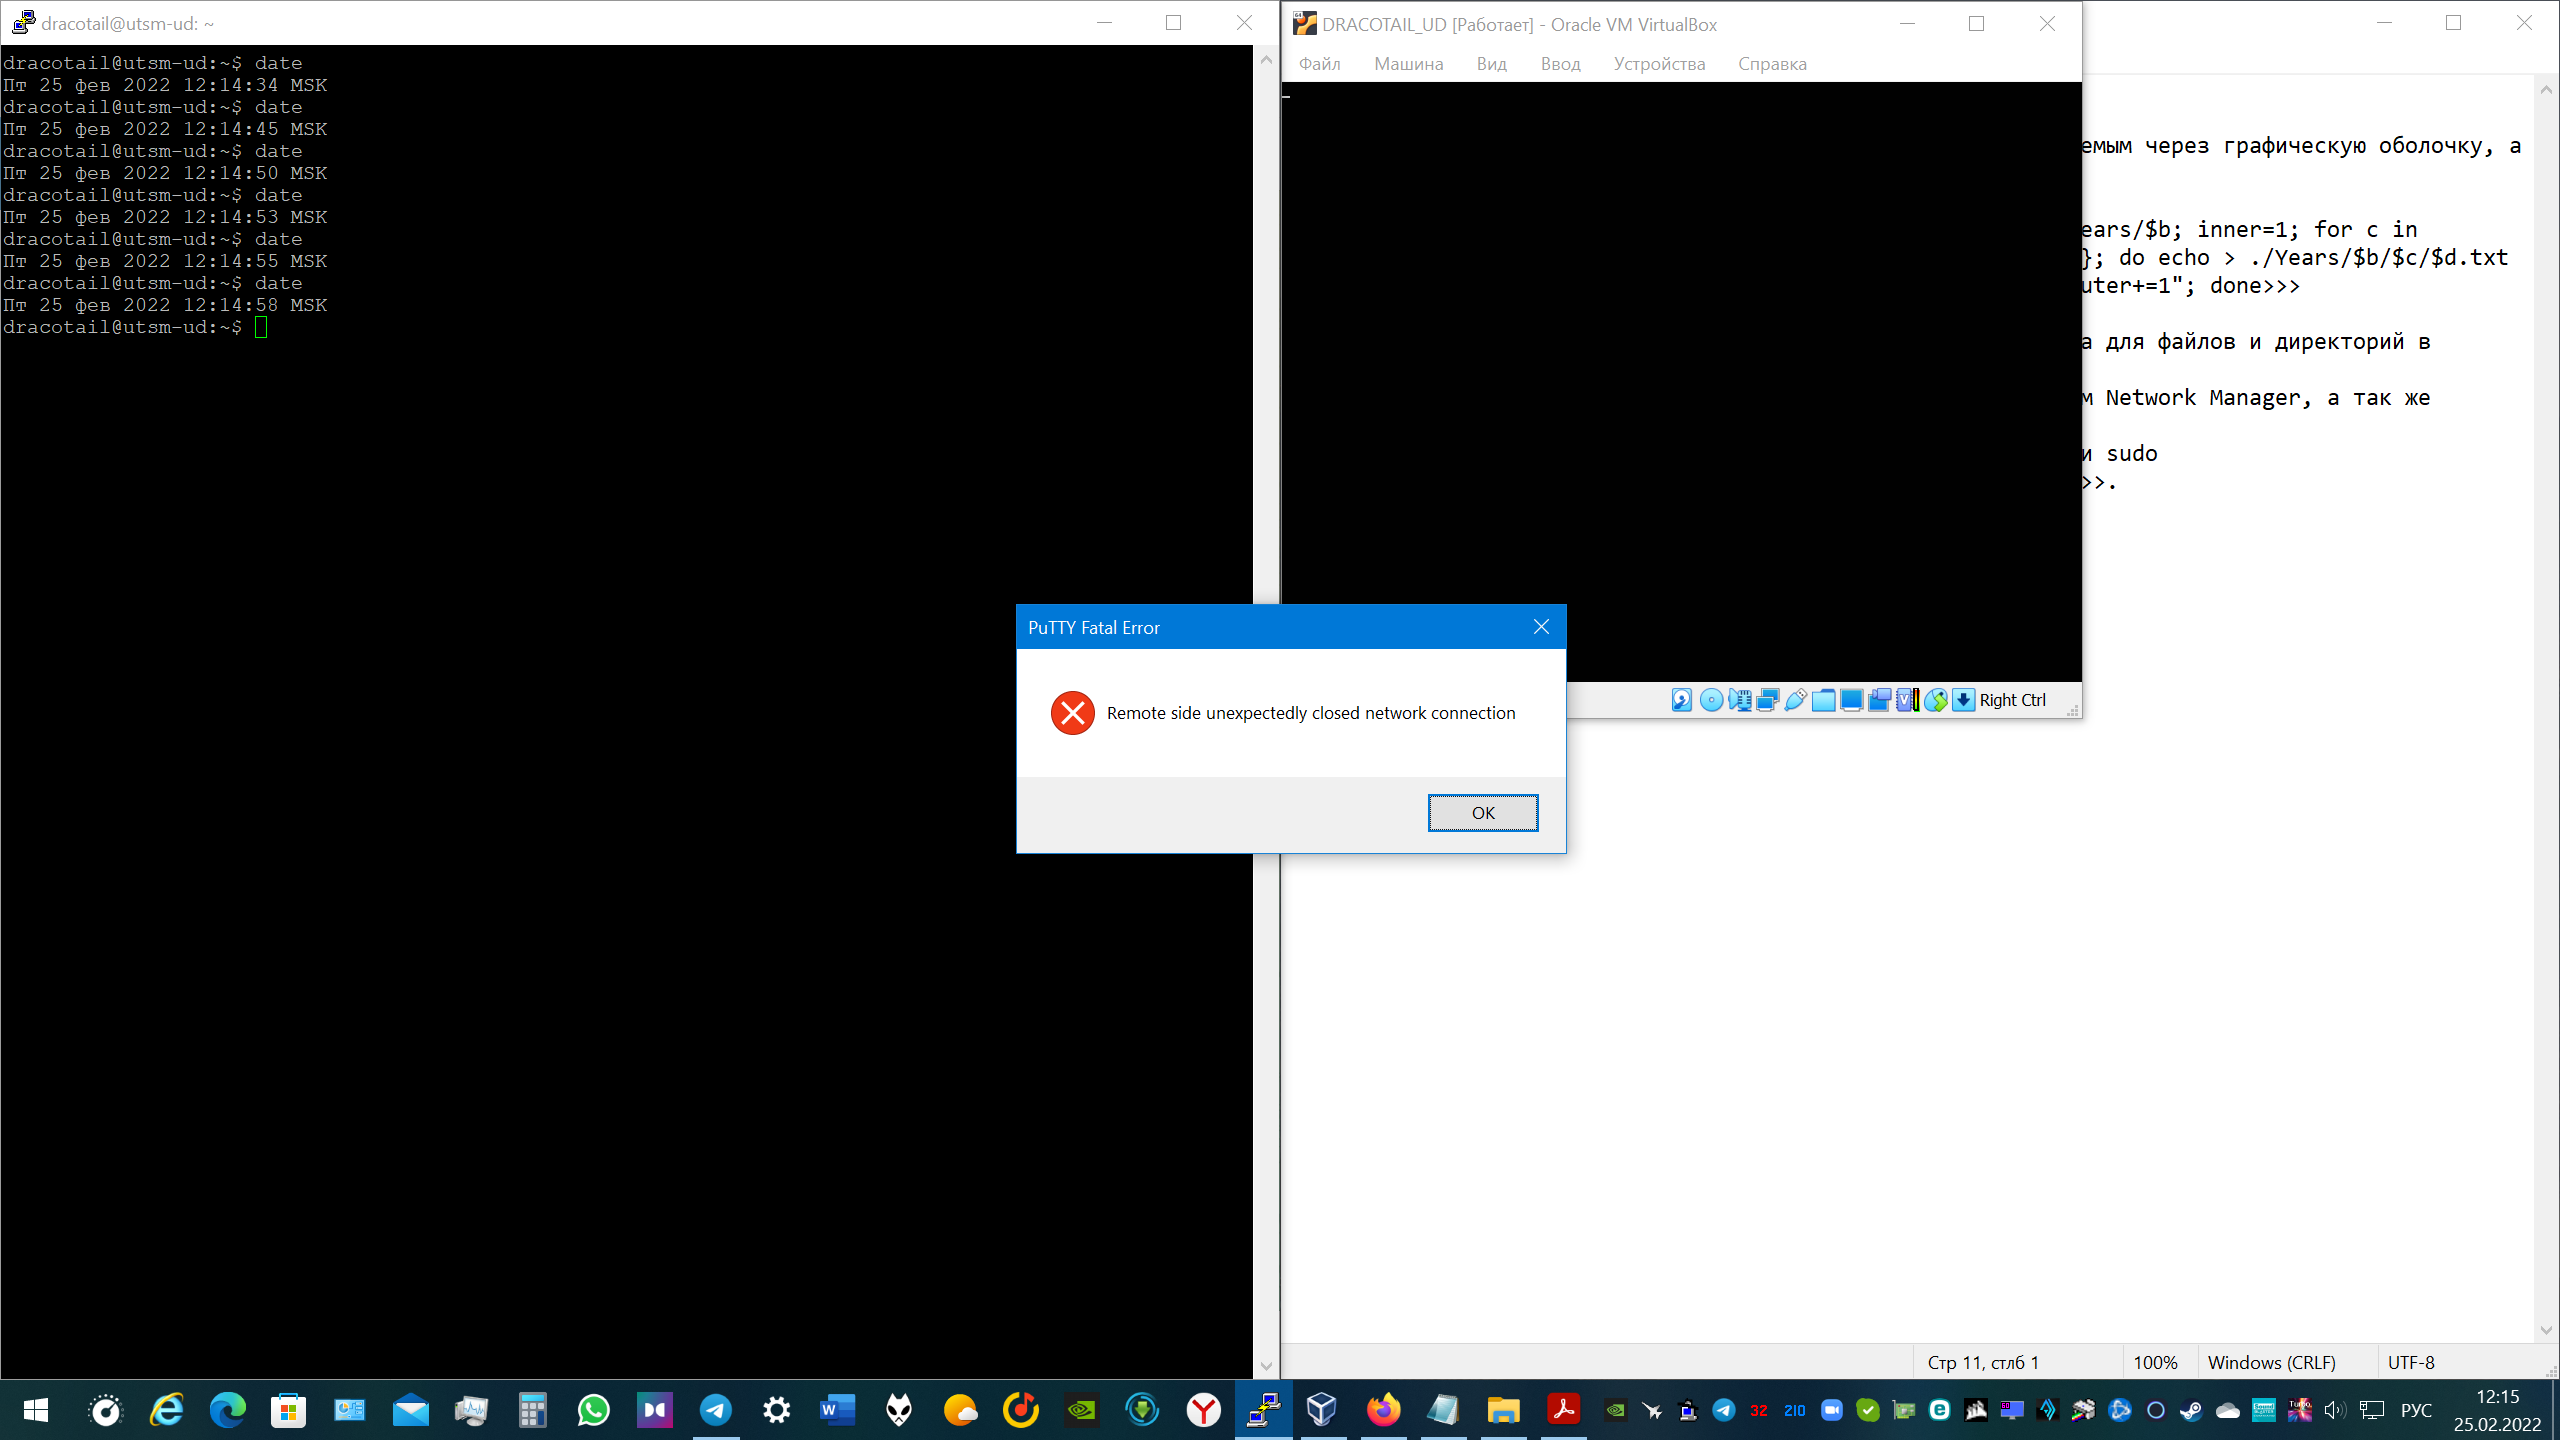 dracotail@utsm-ud: ~
dracotail@utsm-ud:~$ date
Пт 25 фев 2022 12:14:34 MSK
dracotail@utsm-ud:~$ date
Пт 25 фев 2022 12:14:45 MSK
dracotail@utsm-ud:~$ date
Пт 25 фев 2022 12:14:50 MSK
dracotail@utsm-ud:~$ date
Пт 25 фев 2022 12:14:53 MSK
dracotail@utsm-ud:~$ date
Пт 25 фев 2022 12:14:55 MSK
dracotail@utsm-ud:~$ date
Пт 25 фев 2022 12:14:58 MSK
dracotail@utsm-ud:~$
DRACOTAIL_UD [Работает] - Oracle VM VirtualBox
Файл Машина Вид Ввод Устройства Справка
Right Ctrl
емым через графическую оболочку, а
ears/$b; inner=1; for c in
}; do echo > ./Years/$b/$c/$d.txt
uter+=1"; done>>>
а для файлов и директорий в
м Network Manager, а так же
и sudo
>>.
PuTTY Fatal Error
Remote side unexpectedly closed network connection
OK
Стр 11, стлб 1 100% Windows (CRLF) UTF-8
32 210 РУС
12:15
25.02.2022